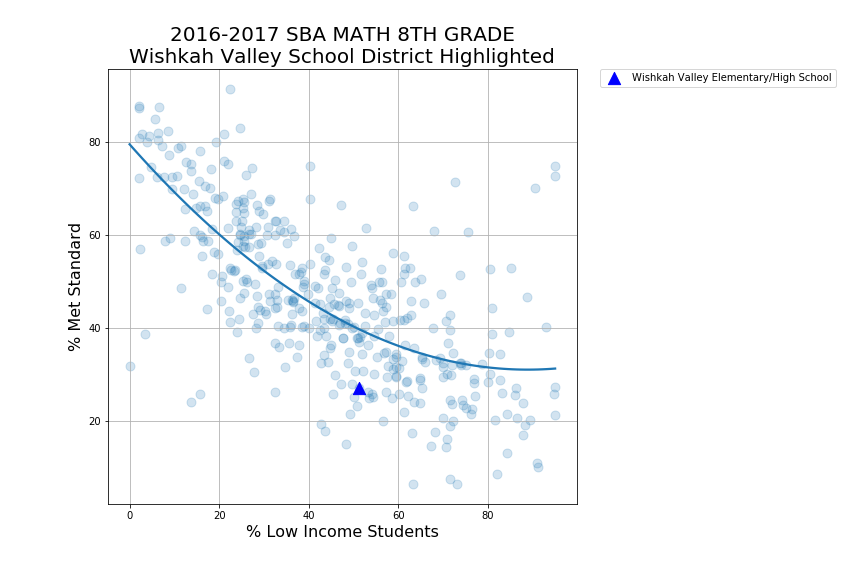 2016-2017 SBA MATH 8TH GRADE
Wishkah Valley School District Highlighted
Wishkah Valley Elementary/High School
% Met Standard
80
60
40
20
0 20 40 60 80
% Low Income Students